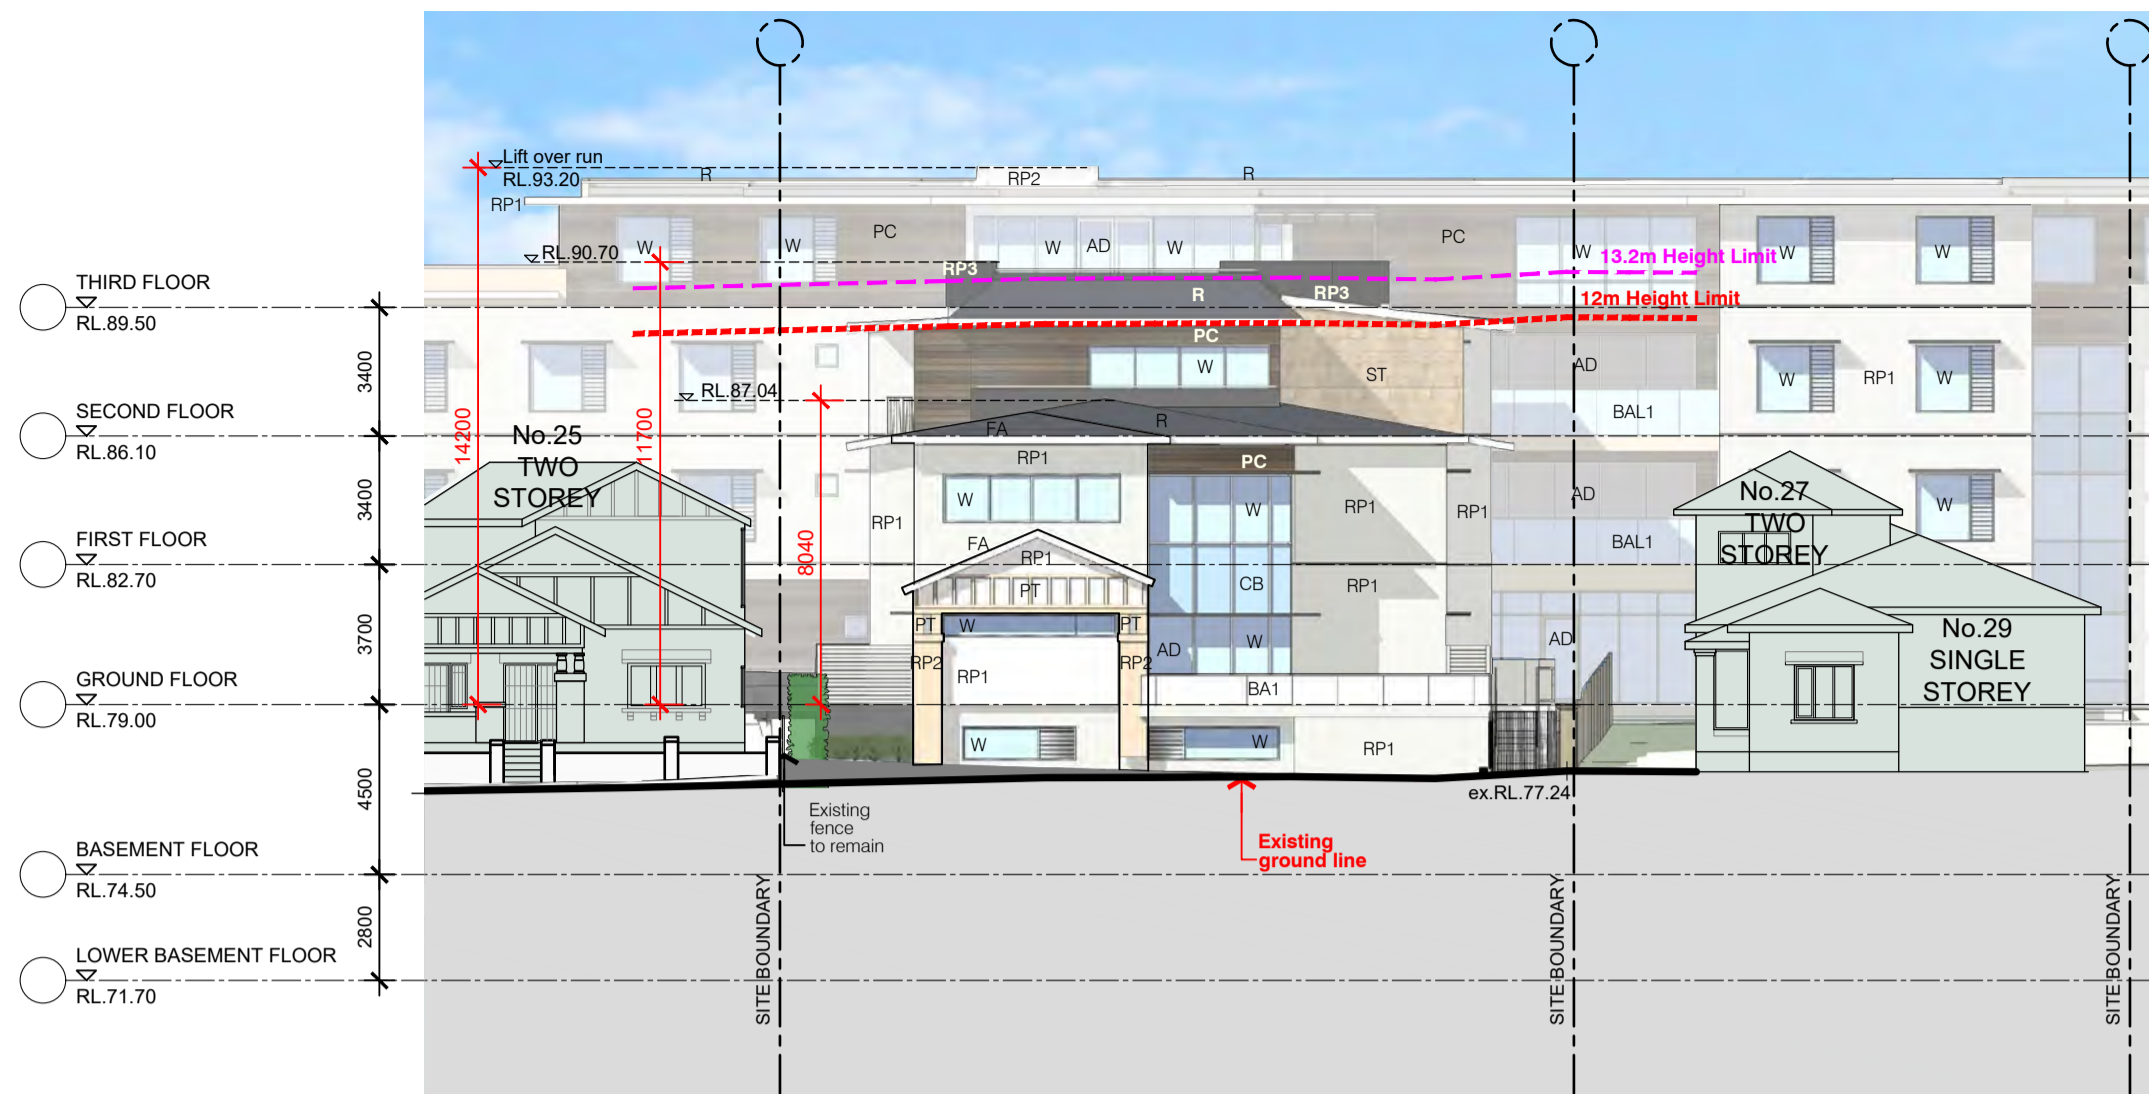 Lift over run
RL.93.20
R
RP2
R
RP1
PC
W
W
W
AD
W
PC
W
W
W
RL.90.70
RP3
13.2m Height Limit
THIRD FLOOR
RL.89.50
R
RP3
12m Height Limit
PC
W
ST
AD
W
RP1
W
3400
RL.87.04
SECOND FLOOR
RL.86.10
BAL1
14200
11700
No.25
TWO
STOREY
FA
R
RP1
PC
3400
W
W
RP1
RP1
RP1
AD
No.27
TWO
STOREY
W
FIRST FLOOR
RL.82.70
8040
FA
RP1
PT
CB
RP1
BAL1
3700
PT
W
PT
RP2
RP1
RP2
AD
W
AD
No.29
SINGLE
STOREY
GROUND FLOOR
RL.79.00
BA1
W
W
RP1
4500
ex.RL.77.24
Existing
fence
to remain
Existing
ground line
BASEMENT FLOOR
RL.74.50
2800
LOWER BASEMENT FLOOR
RL.71.70
SITE BOUNDARY
SITE BOUNDARY
SITE BOUNDARY